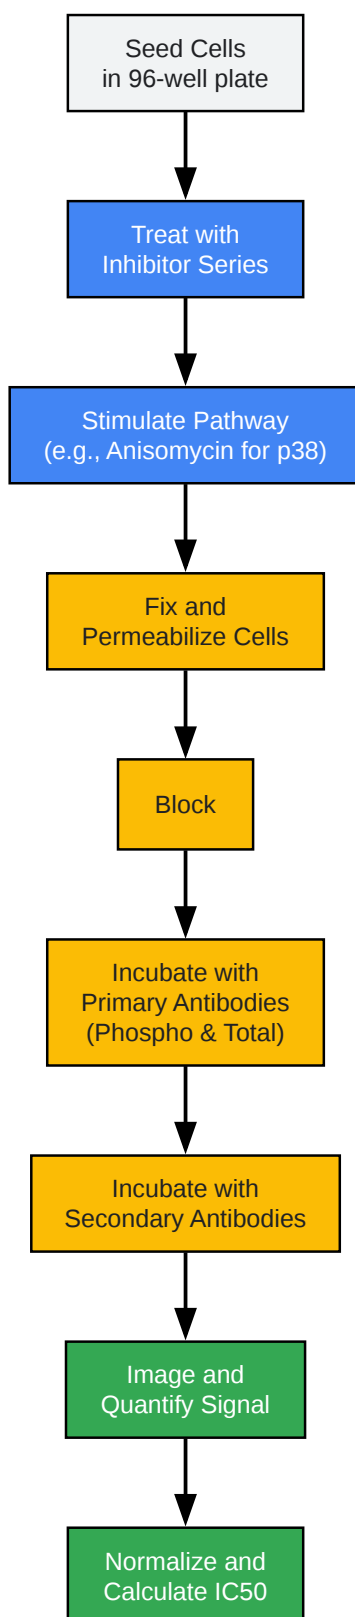 Seed Cells
in 96-well plate
Treat with
Inhibitor Series
Stimulate Pathway
(e.g., Anisomycin for p38)
Fix and
Permeabilize Cells
Block
Incubate with
Primary Antibodies
(Phospho & Total)
Incubate with
Secondary Antibodies
Image and
Quantify Signal
Normalize and
Calculate IC50